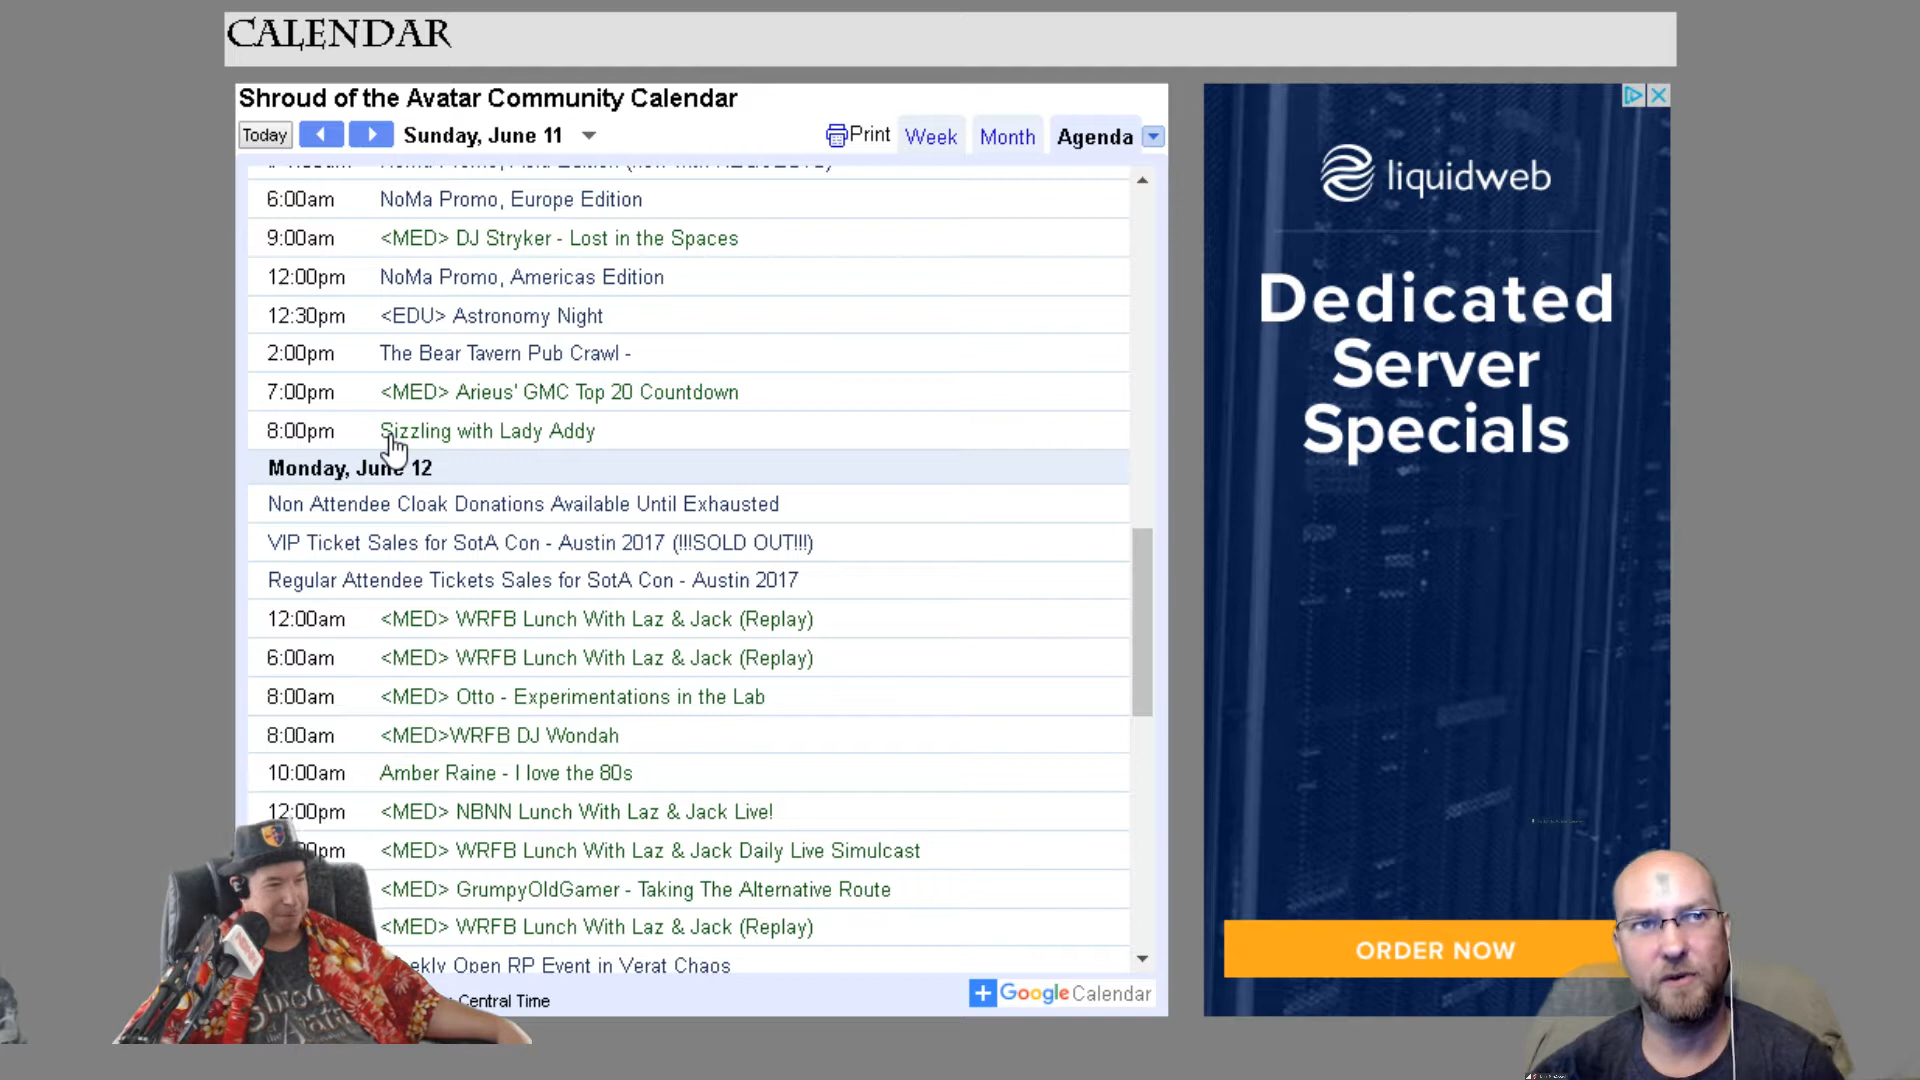 CALENDAR
Shroud of the Avatar Community Calendar
Today
Sunday, June 11
Print
Week
Month
Agenda
6:00am NoMa Promo, Europe Edition
9:00am <MED> DJ Stryker - Lost in the Spaces
12:00pm NoMa Promo, Americas Edition
12:30pm <EDU> Astronomy Night
2:00pm The Bear Tavern Pub Crawl -
7:00pm <MED> Arieus' GMC Top 20 Countdown
8:00pm Sizzling with Lady Addy
Monday, June 12
Non Attendee Cloak Donations Available Until Exhausted
VIP Ticket Sales for SotA Con - Austin 2017 (!!!SOLD OUT!!!)
Regular Attendee Tickets Sales for SotA Con - Austin 2017
12:00am <MED> WRFB Lunch With Laz & Jack (Replay)
6:00am <MED> WRFB Lunch With Laz & Jack (Replay)
8:00am <MED> Otto - Experimentations in the Lab
8:00am <MED>WRFB DJ Wondah
10:00am Amber Raine - I love the 80s
12:00pm <MED> NBNN Lunch With Laz & Jack Live!
<MED> WRFB Lunch With Laz & Jack Daily Live Simulcast
<MED> GrumpyOldGamer - Taking The Alternative Route
<MED> WRFB Lunch With Laz & Jack (Replay)
Open RP Event in Verat Chaos
Central Time
Google Calendar
liquidweb
Dedicated
Server
Specials
ORDER NOW